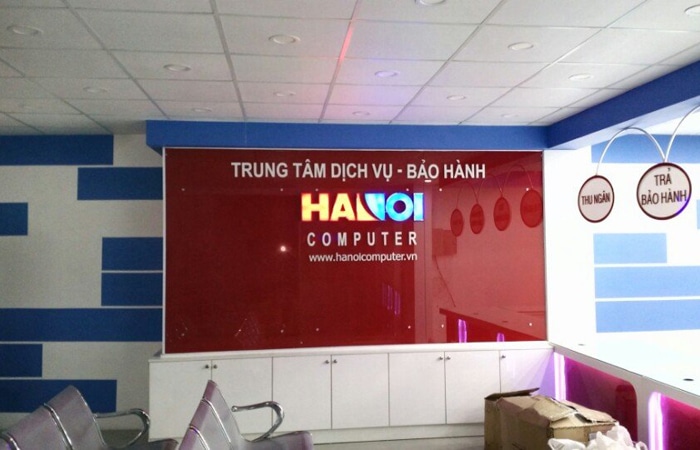 TRUNG TÂM DỊCH VỤ - BẢO HÀNH
HANOI
COMPUTER
www.hanoicomputer.vn
THU NGÂN
TRẢ
BẢO HÀNH